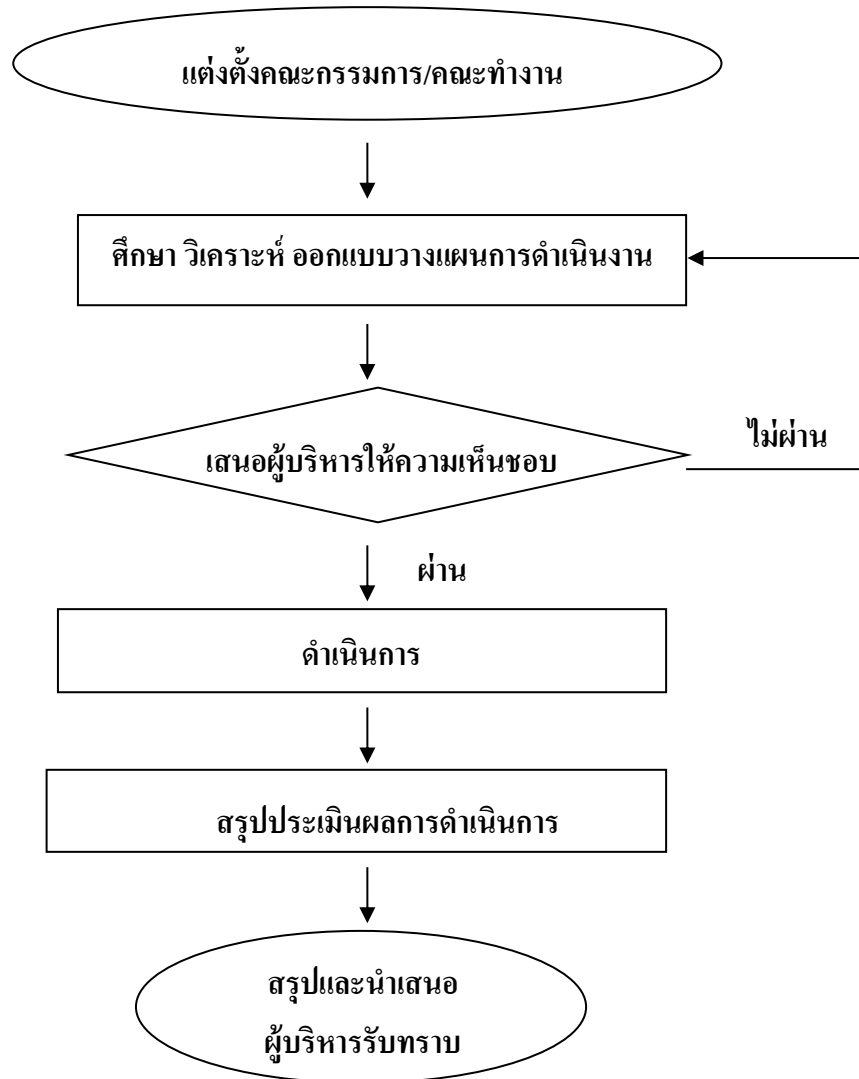 แต่งตั้งคณะกรรมการ/คณะทำงาน
ศึกษา วิเคราะห์ ออกแบบวางแผนการดำเนินงาน
ไม่ผ่าน
เสนอผู้บริหารให้ความเห็นชอบ
ผ่าน
ดำเนินการ
สรุปประเมินผลการดำเนินการ
สรุปและนำเสนอ
ผู้บริหารรับทราบ